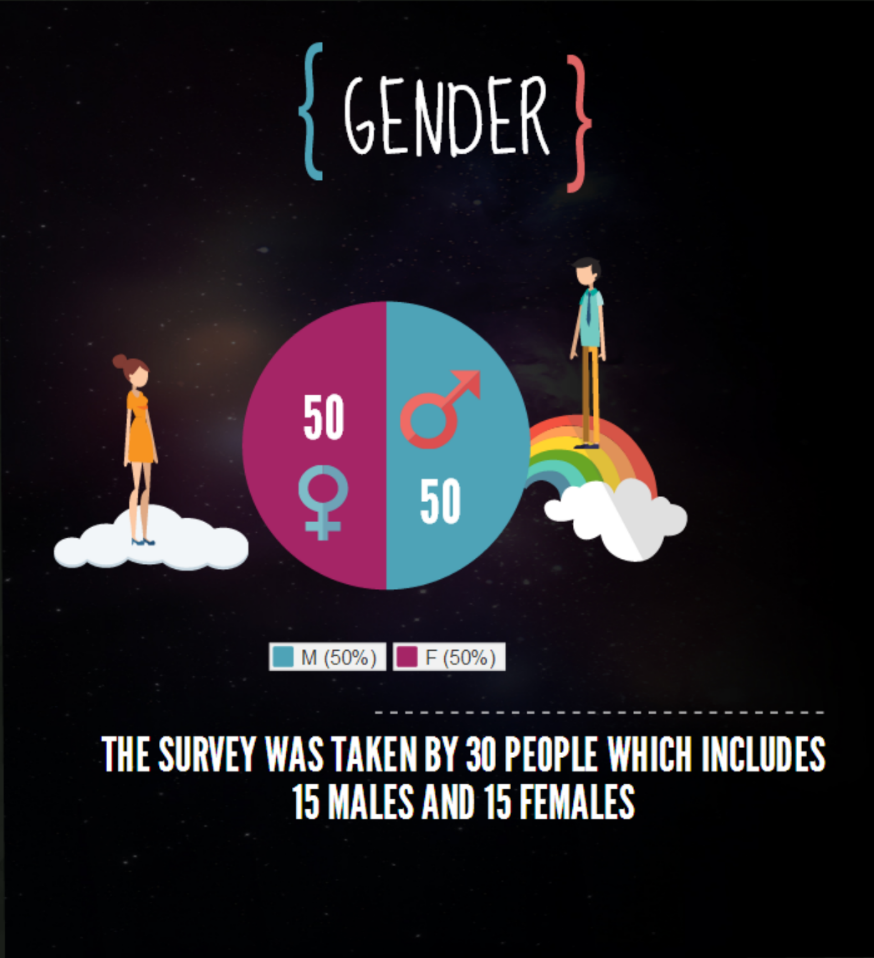 { GENDER }
50
50
M (50%) F (50%)
THE SURVEY WAS TAKEN BY 30 PEOPLE WHICH INCLUDES
15 MALES AND 15 FEMALES